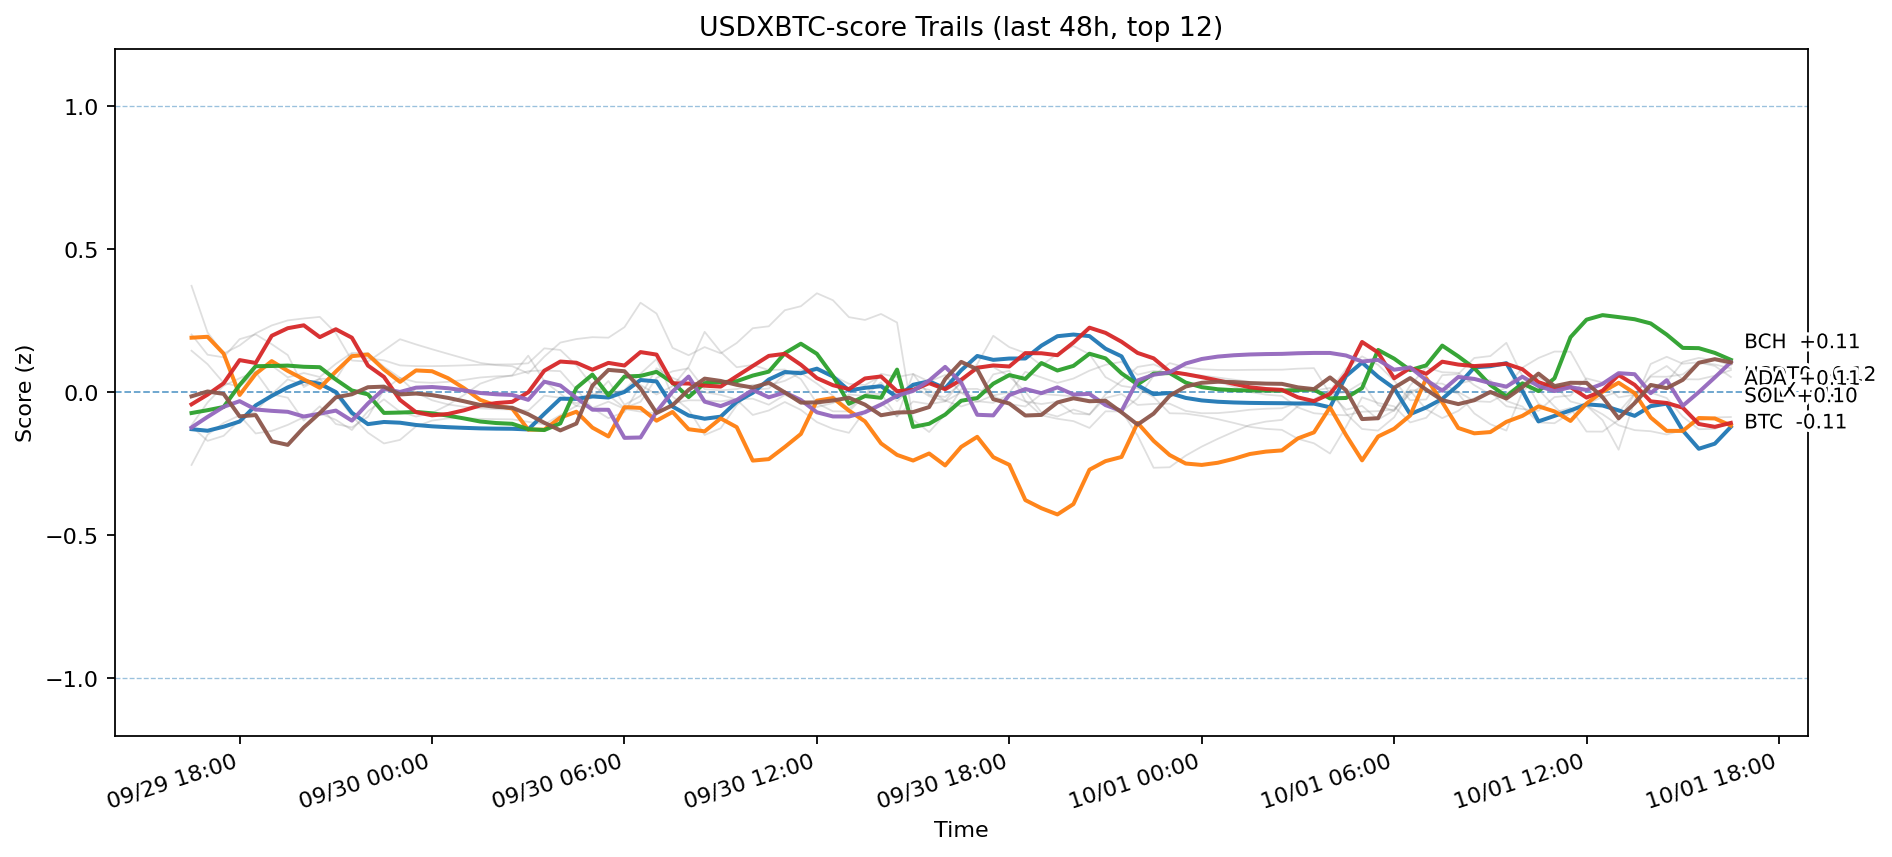 USDXBTC-score Trails (last 48h, top 12)
Score (z)
1.0
0.5
0.0
−0.5
−1.0
BCH +0.11
ADA +0.11
SOL +0.10
BTC -0.11
09/29 18:00
09/30 00:00
09/30 06:00
09/30 12:00
09/30 18:00
10/01 00:00
10/01 06:00
10/01 12:00
10/01 18:00
Time